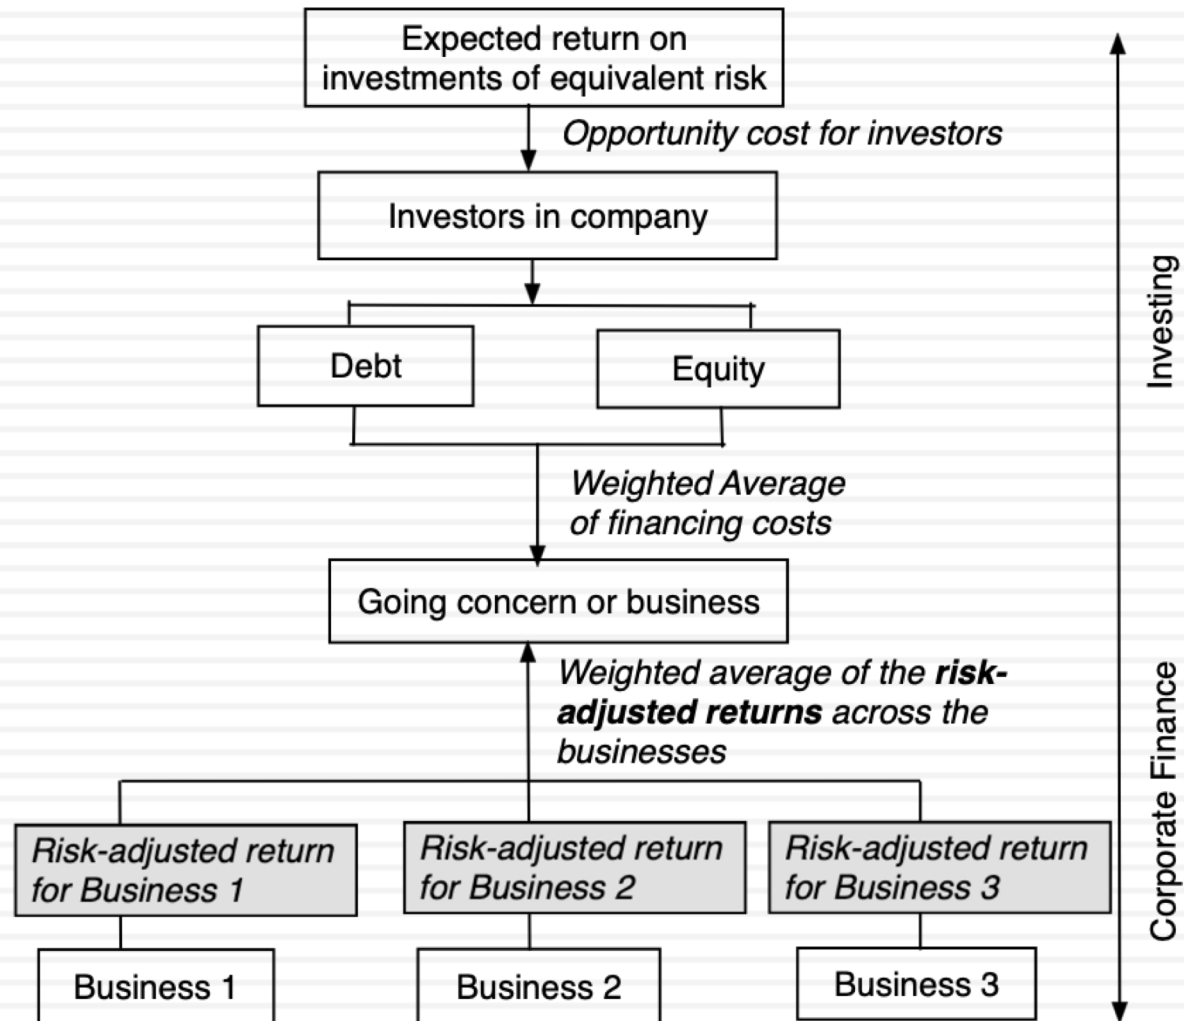 Expected return on
investments of equivalent risk
Opportunity cost for investors
Investors in company
Debt
Equity
Weighted Average
of financing costs
Going concern or business
Weighted average of the risk-
adjusted returns across the
businesses
Risk-adjusted return
for Business 1
Risk-adjusted return
for Business 2
Risk-adjusted return
for Business 3
Business 1
Business 2
Business 3
Investing
Corporate Finance